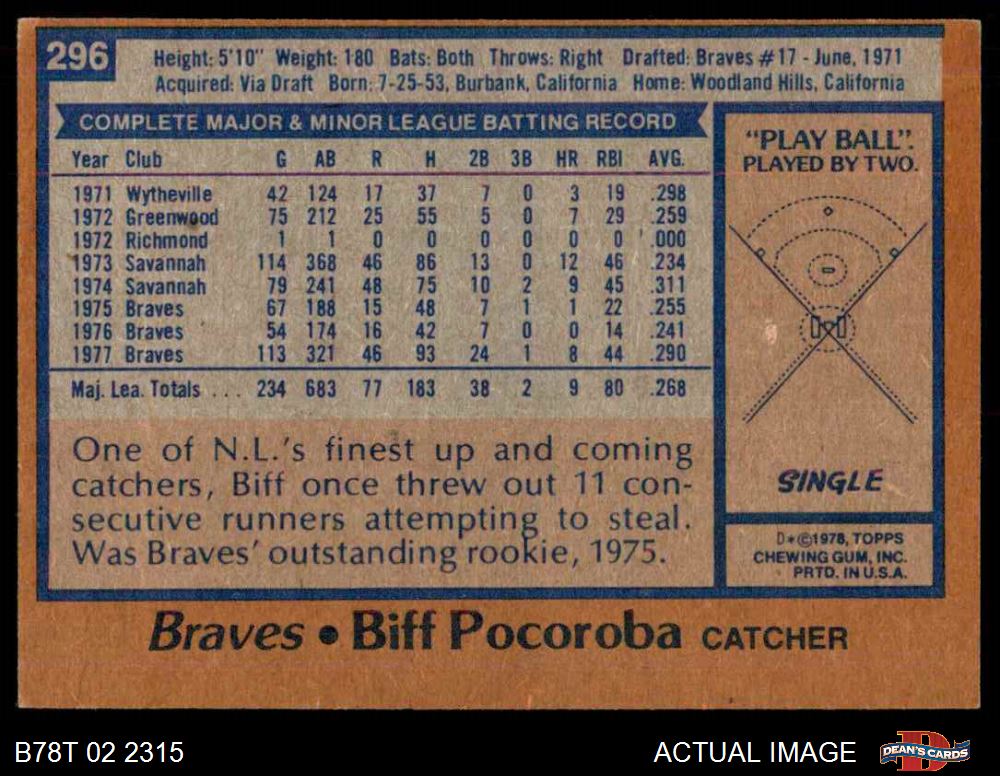 296
Height: 5'10" Weight: 180 Bats: Both Throws: Right Drafted: Braves #17 - June, 1971
Acquired: Via Draft Born: 7-25-53, Burbank, California Home: Woodland Hills, California
COMPLETE MAJOR & MINOR LEAGUE BATTING RECORD
Year Club G AB R H 2B 3B HR RBI AVG.
1971 Wytheville 42 124 17 37 7 0 3 19 .298
1972 Greenwood 75 212 25 55 5 0 7 29 .259
1972 Richmond 1 1 0 0 0 0 0 0 .000
1973 Savannah 114 368 46 86 13 0 12 46 .234
1974 Savannah 79 241 48 75 10 2 9 45 .311
1975 Braves 67 188 15 48 7 1 1 22 .255
1976 Braves 54 174 16 42 7 0 0 14 .241
1977 Braves 113 321 46 93 24 1 8 44 .290
Maj. Lea. Totals ... 234 683 77 183 38 2 9 80 .268
One of N.L.'s finest up and coming
catchers, Biff once threw out 11 con-
secutive runners attempting to steal.
Was Braves' outstanding rookie, 1975.
"PLAY BALL".
PLAYED BY TWO.
SINGLE
D*©1978, TOPPS
CHEWING GUM, INC.
PRTD. IN U.S.A.
Braves • Biff Pocoroba CATCHER
B78T 02 2315
ACTUAL IMAGE
D
DEAN'S CARDS